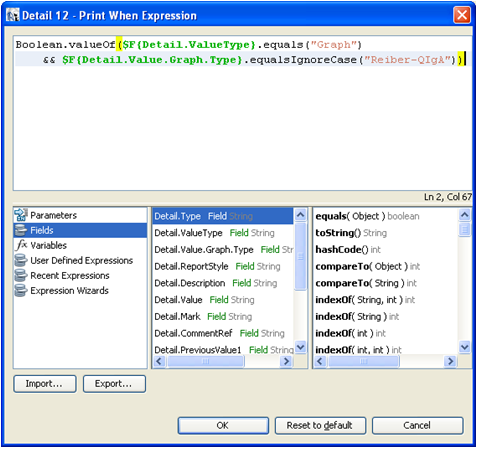 Detail 12 - Print When Expression
Boolean.valueOf($F{Detail.ValueType}.equals("Graph")
&& $F{Detail.Value.Graph.Type}.equalsIgnoreCase("Reiber-QIgA"))
Ln 2, Col 67
Parameters
Fields
Variables
User Defined Expressions
Recent Expressions
Expression Wizards
Detail.Type Field String
Detail.ValueType Field String
Detail.Value.Graph.Type Field Str
Detail.ReportStyle Field String
Detail.Description Field String
Detail.Value Field String
Detail.Mark Field String
Detail.CommentRef Field String
Detail.PreviousValue1 Field String
equals( Object ) boolean
toString() String
hashCode() int
compareTo( Object ) int
compareTo( String ) int
indexOf( String, int ) int
indexOf( String ) int
indexOf( int ) int
indexOf( int, int ) int
Import... Export...
OK Reset to default Cancel